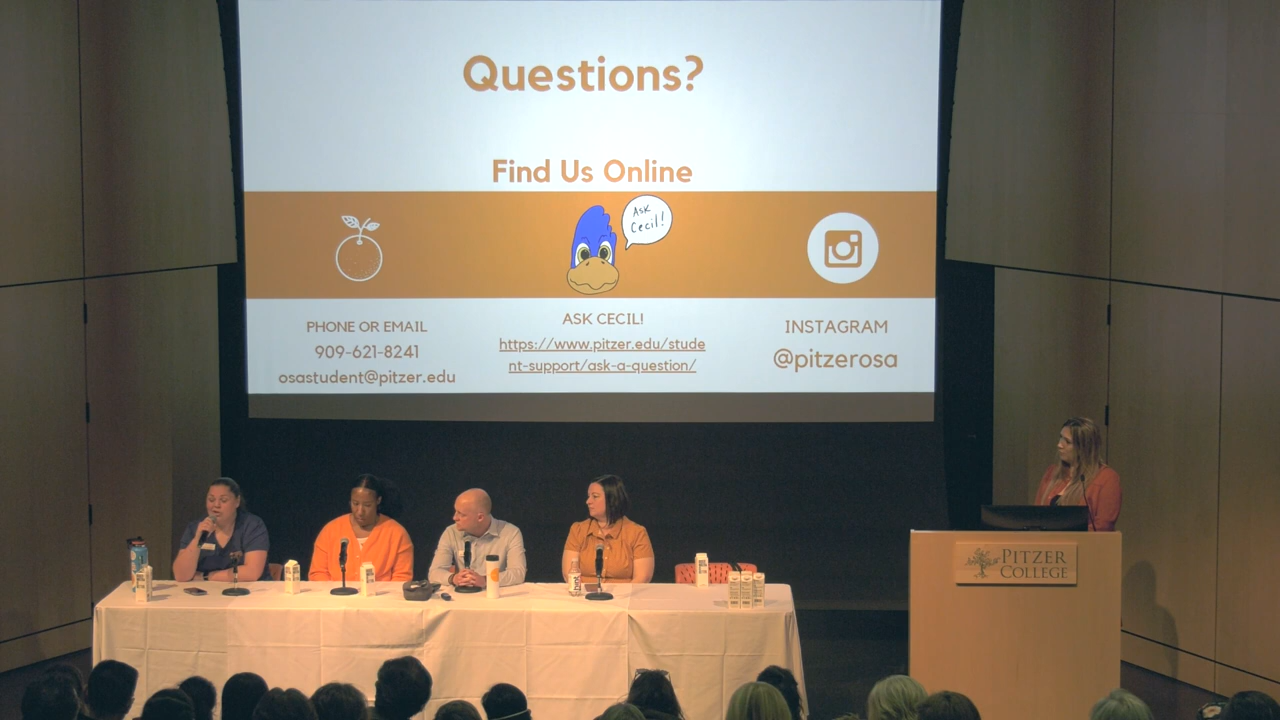 Questions?
Find Us Online
Ask
Cecil!
PHONE OR EMAIL
909-621-8241
osastudent@pitzer.edu
ASK CECIL!
https://www.pitzer.edu/stude
nt-support/ask-a-question/
INSTAGRAM
@pitzerosa
PITZER
COLLEGE